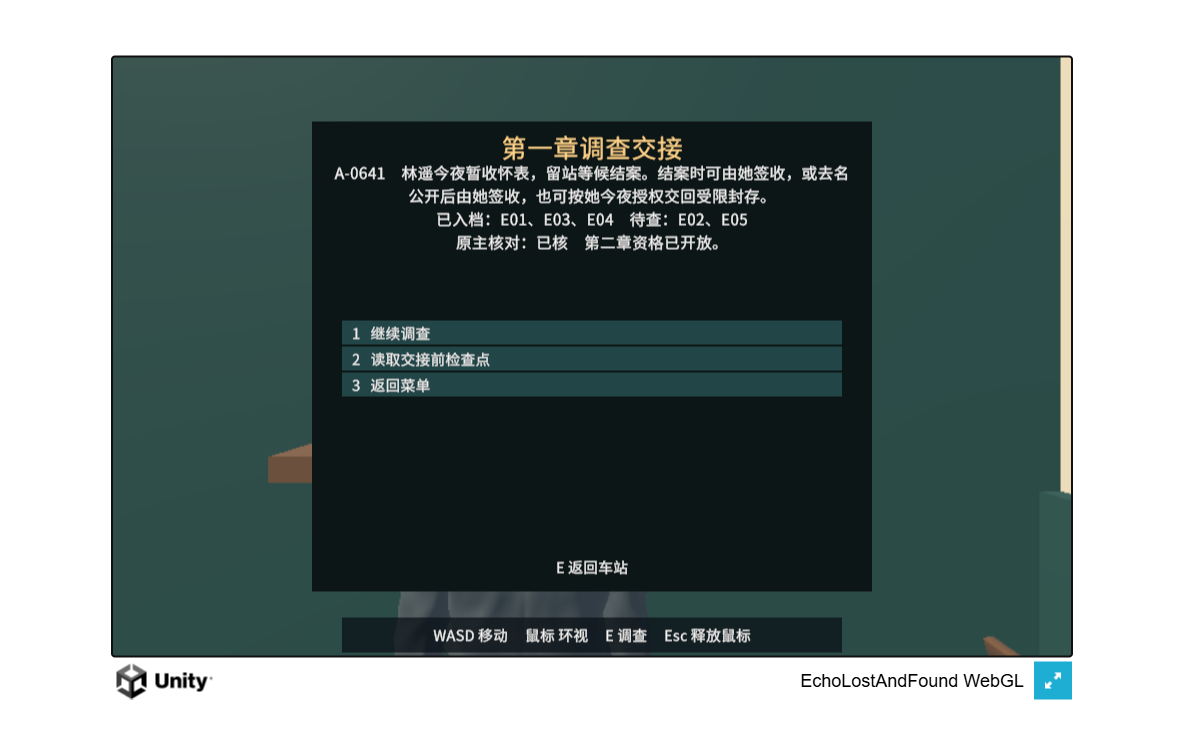 第一章调查交接
A-0641 林遥今夜暂收怀表，留站等候结案。结案时可由她签收，或去名
公开后由她签收，也可按她今夜授权交回受限封存。
已入档：E01、E03、E04 待查：E02、E05
原主核对：已核 第二章资格已开放。
1 继续调查
2 读取交接前检查点
3 返回菜单
E 返回车站
WASD 移动 鼠标 环视 E 调查 Esc 释放鼠标
Unity
EchoLostAndFound WebGL